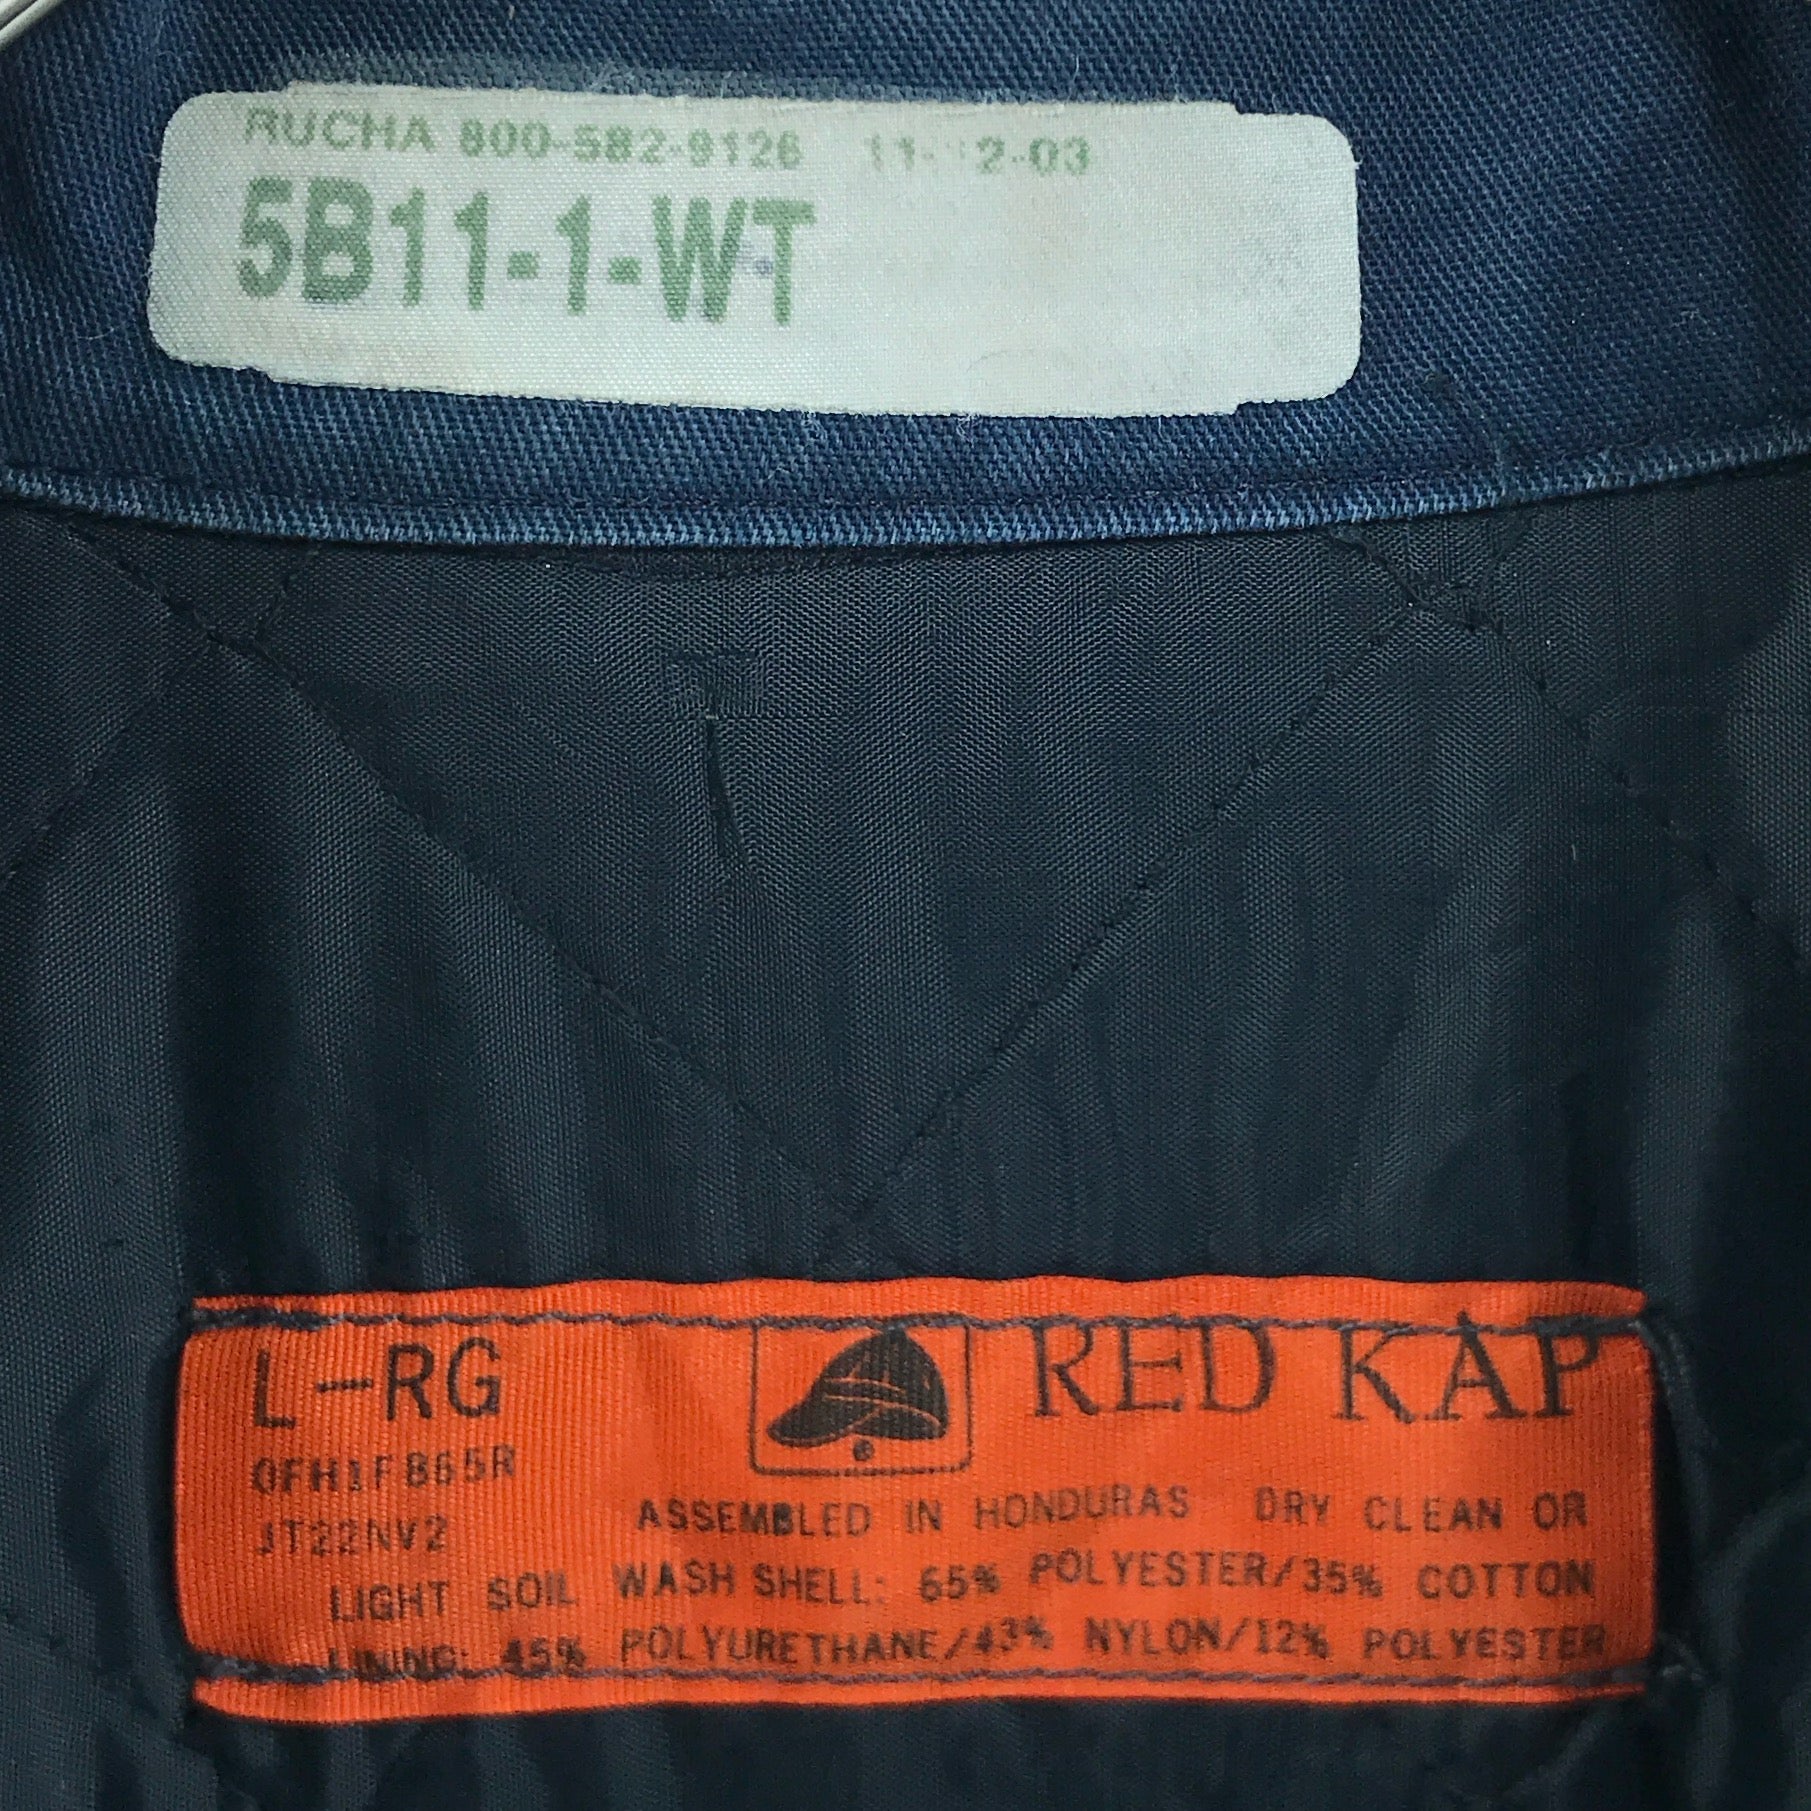 RUCHA 800-582-9126
5B11-1-WT
L-RG
RED KAP
0FH1F865R
JT22NV2
ASSEMBLED IN HONDURAS DRY CLEAN OR
LIGHT SOIL WASH SHELL: 65% POLYESTER/35% COTTON
LINING: 45% POLYURETHANE/43% NYLON/12% POLYESTER